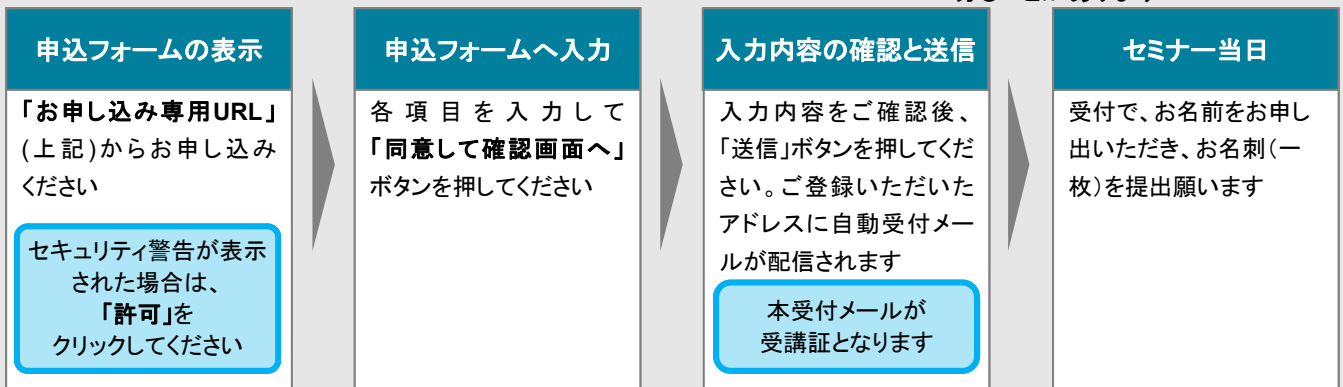 申込フォームの表示
「お申し込み専用URL」
(上記)からお申し込み
ください
セキュリティ警告が表示
された場合は、
「許可」を
クリックしてください
申込フォームへ入力
各項目を入力して
「同意して確認画面へ」
ボタンを押してください
入力内容の確認と送信
入力内容をご確認後、
「送信」ボタンを押してくだ
さい。ご登録いただいた
アドレスに自動受付メー
ルが配信されます
本受付メールが
受講証となります
セミナー当日
受付で、お名前をお申し
出いただき、お名刺(一
枚)を提出願います